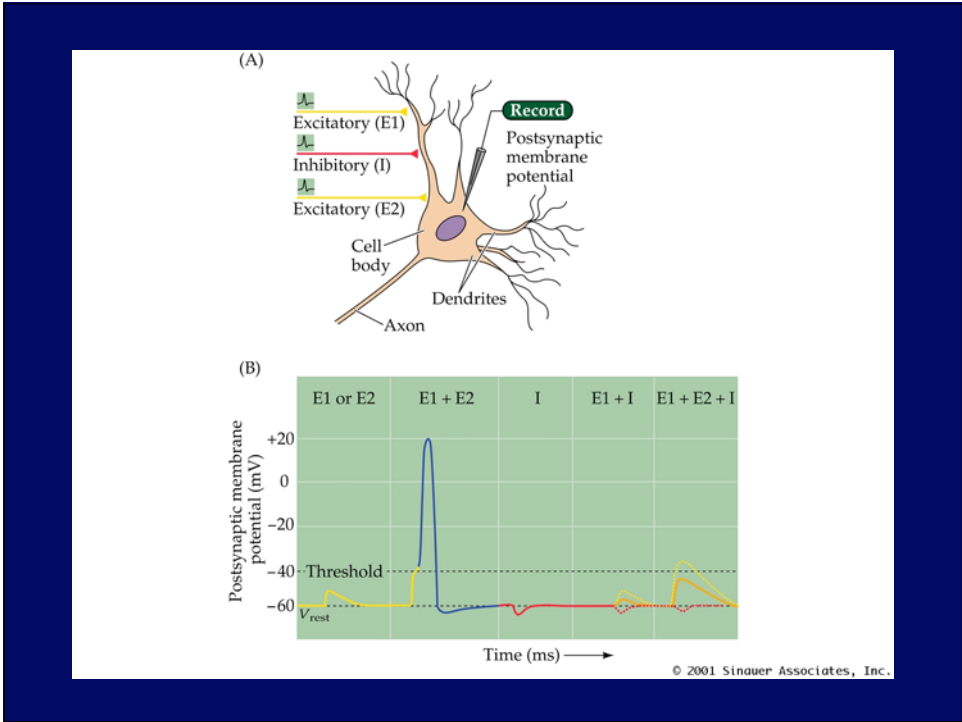 (A)
Excitatory (E1)
Inhibitory (I)
Excitatory (E2)
Record
Postsynaptic
membrane
potential
Cell
body
Dendrites
Axon
(B)
E1 or E2
E1 + E2
I
E1 + I
E1 + E2 + I
Postsynaptic membrane
potential (mV)
+20
0
−20
−40
Threshold
−60
Vrest
Time (ms)
© 2001 Sinauer Associates, Inc.